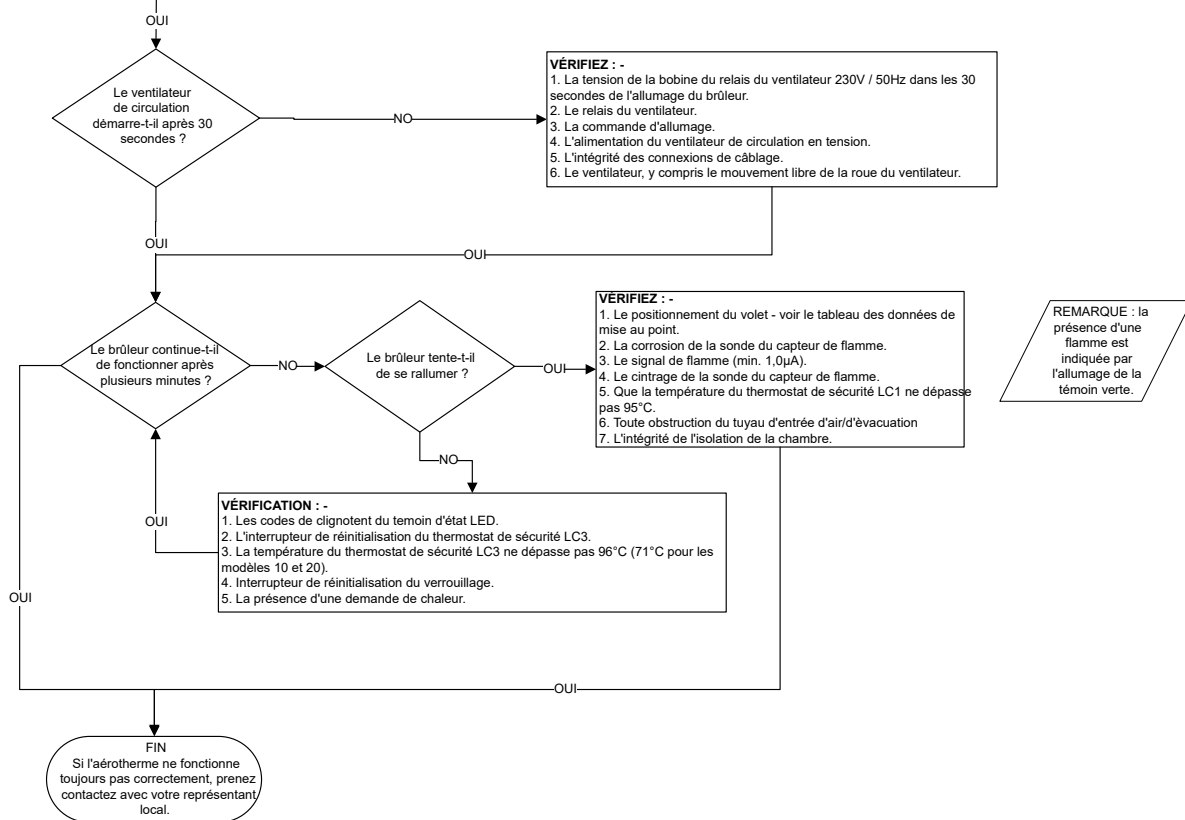 OUI
Le ventilateur
de circulation
démarre-t-il après 30
secondes ?
NO
VÉRIFIEZ : -
1. La tension de la bobine du relais du ventilateur 230V / 50Hz dans les 30
secondes de l'allumage du brûleur.
2. Le relais du ventilateur.
3. La commande d'allumage.
4. L'alimentation du ventilateur de circulation en tension.
5. L'intégrité des connexions de câblage.
6. Le ventilateur, y compris le mouvement libre de la roue du ventilateur.
OUI
OUI
Le brûleur continue-t-il
de fonctionner après
plusieurs minutes ?
NO
Le brûleur tente-t-il
de se rallumer ?
OUI
VÉRIFIEZ : -
1. Le positionnement du volet - voir le tableau des données de
mise au point.
2. La corrosion de la sonde du capteur de flamme.
3. Le signal de flamme (min. 1,0µA).
4. Le cintrage de la sonde du capteur de flamme.
5. Que la température du thermostat de sécurité LC1 ne dépasse
pas 95°C.
6. Toute obstruction du tuyau d'entrée d'air/d'èvacuation
7. L'intégrité de l'isolation de la chambre.
REMARQUE : la
présence d'une
flamme est
indiquée par
l'allumage de la
témoin verte.
NO
VÉRIFICATION : -
1. Les codes de clignotent du temoin d'état LED.
2. L'interrupteur de réinitialisation du thermostat de sécurité LC3.
3. La température du thermostat de sécurité LC3 ne dépasse pas 96°C (71°C pour les
modèles 10 et 20).
4. Interrupteur de réinitialisation du verrouillage.
5. La présence d'une demande de chaleur.
OUI
OUI
OUI
FIN
Si l'aérotherme ne fonctionne
toujours pas correctement, prenez
contactez avec votre représentant
local.